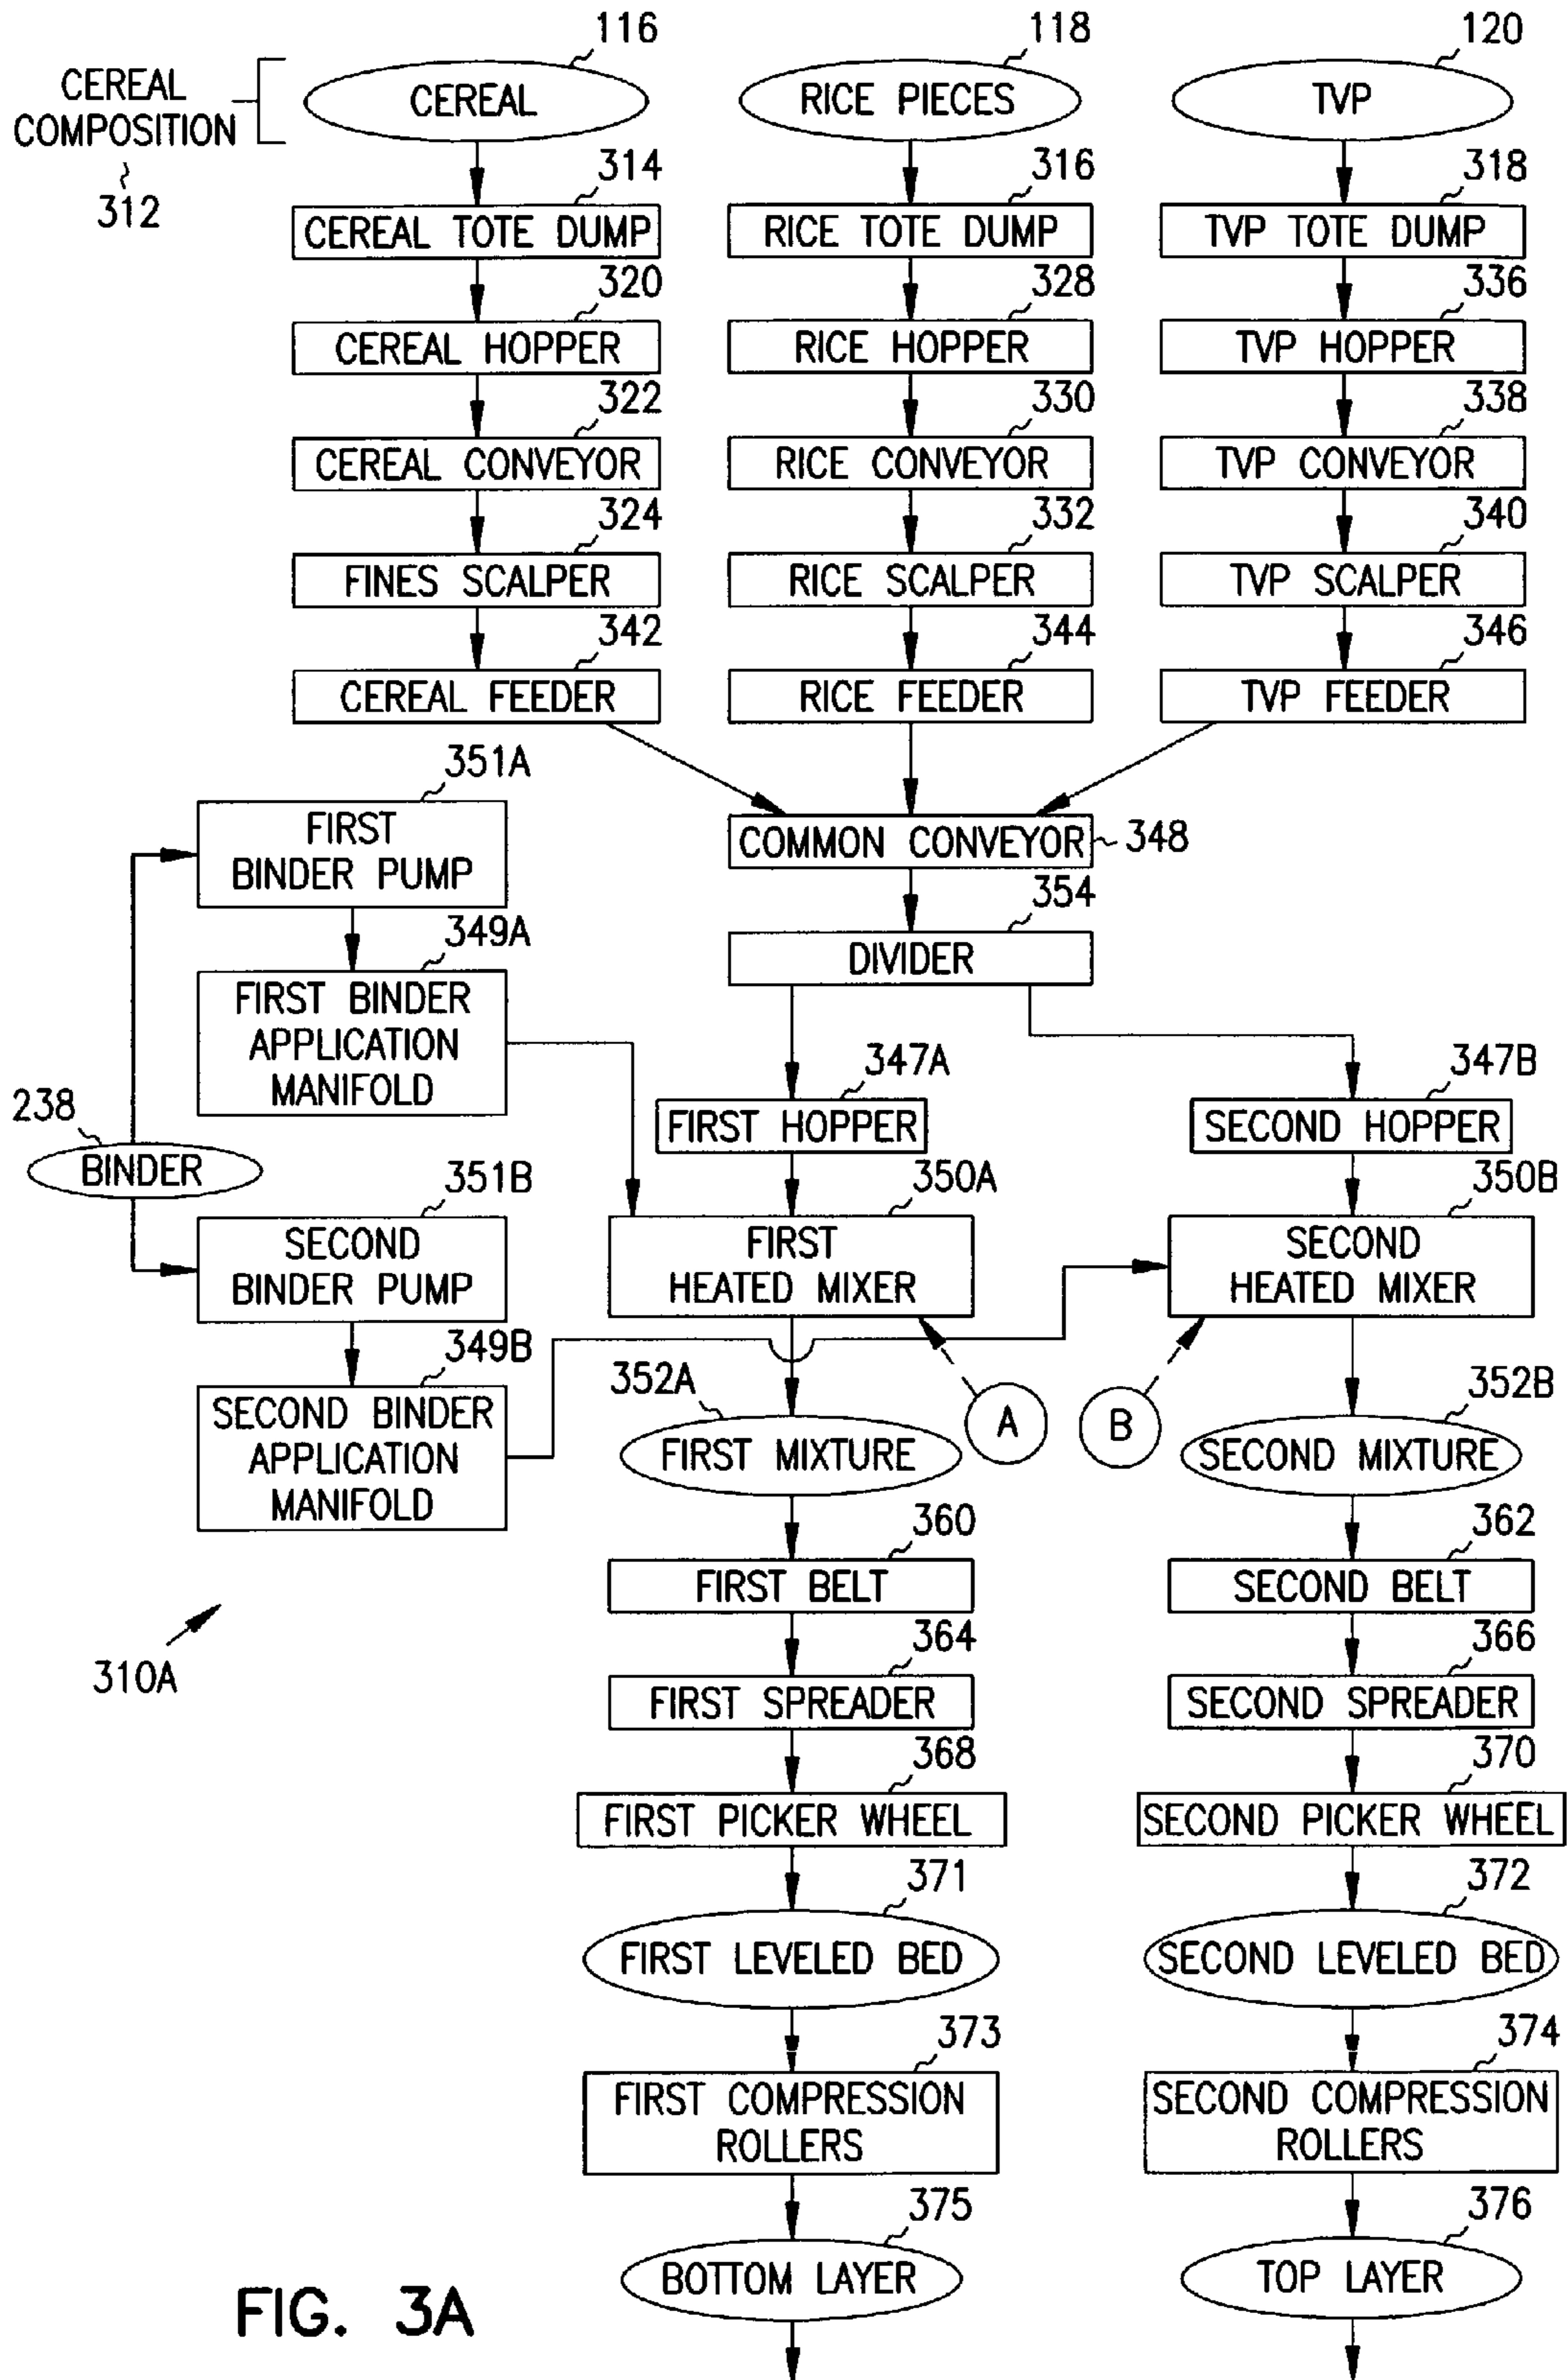 116
118
120
CEREAL
COMPOSITION
312
CEREAL
RICE PIECES
TVP
314
316
318
CEREAL TOTE DUMP
RICE TOTE DUMP
TVP TOTE DUMP
320
328
336
CEREAL HOPPER
RICE HOPPER
TVP HOPPER
322
330
338
CEREAL CONVEYOR
RICE CONVEYOR
TVP CONVEYOR
324
332
340
FINES SCALPER
RICE SCALPER
TVP SCALPER
342
344
346
CEREAL FEEDER
RICE FEEDER
TVP FEEDER
351A
FIRST
BINDER PUMP
COMMON CONVEYOR
348
349A
354
FIRST BINDER
APPLICATION
MANIFOLD
DIVIDER
347A
347B
238
BINDER
FIRST HOPPER
SECOND HOPPER
351B
350A
350B
SECOND
BINDER PUMP
FIRST
HEATED MIXER
SECOND
HEATED MIXER
349B
352A
A
B
352B
SECOND BINDER
APPLICATION
MANIFOLD
FIRST MIXTURE
SECOND MIXTURE
360
362
FIRST BELT
SECOND BELT
310A
364
366
FIRST SPREADER
SECOND SPREADER
368
370
FIRST PICKER WHEEL
SECOND PICKER WHEEL
371
372
FIRST LEVELED BED
SECOND LEVELED BED
373
374
FIRST COMPRESSION
ROLLERS
SECOND COMPRESSION
ROLLERS
375
376
BOTTOM LAYER
TOP LAYER
FIG. 3A